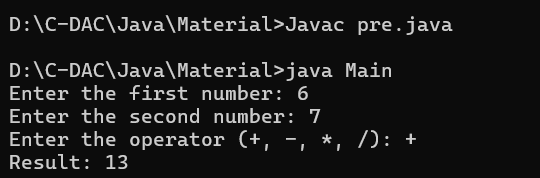 D:\C-DAC\Java\Material>Javac pre.java
D:\C-DAC\Java\Material>java Main
Enter the first number: 6
Enter the second number: 7
Enter the operator (+, -, *, /): +
Result: 13